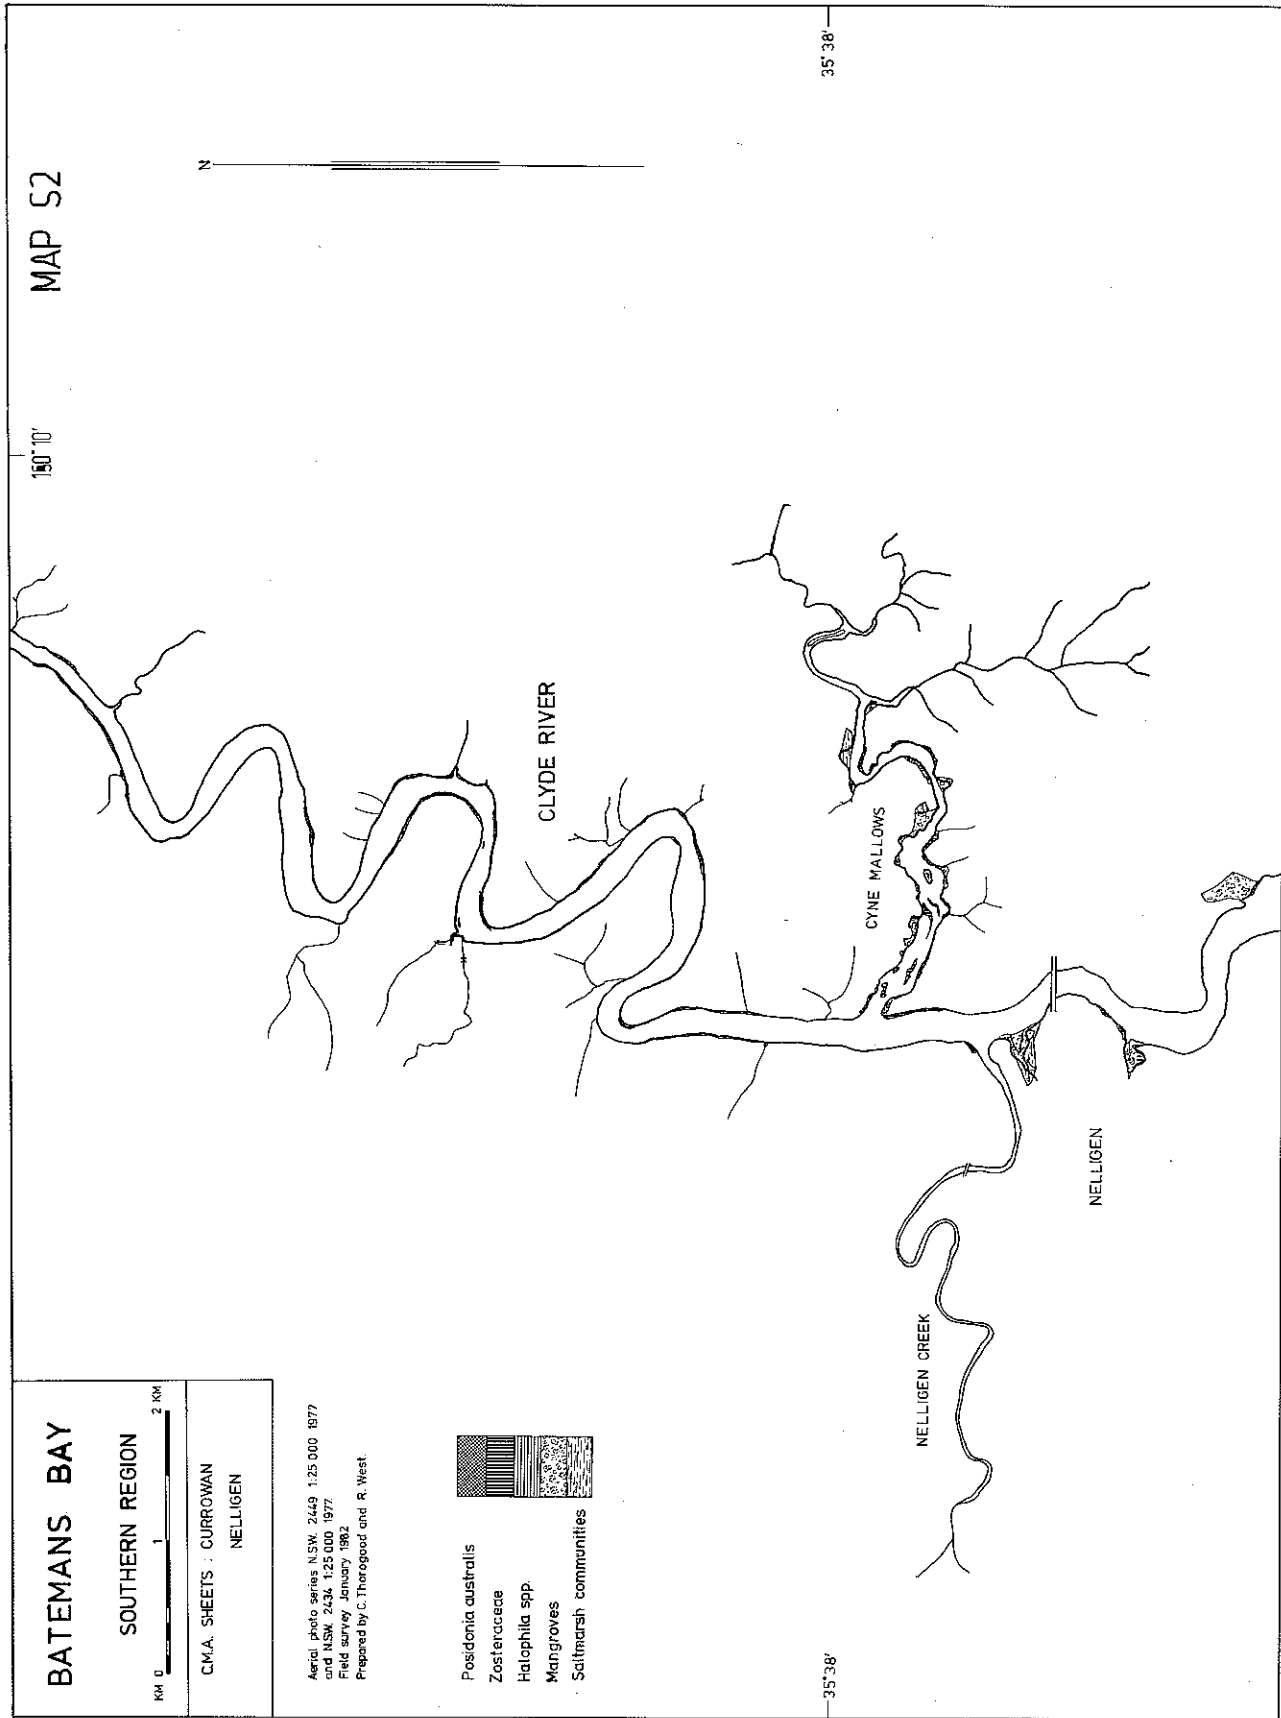 BATEMANS BAY
SOUTHERN REGION
KM 0 1 2 KM
C.M.A. SHEETS : CURROWAN
NELLIGEN
Aerial photo series N.S.W. 2449 1:25 000 1977
and N.S.W. 2434 1:25 000 1977.
Field survey January 1982
Prepared by C. Thorogood and R. West.
Posidonia australis
Zosteraceae
Halophila spp.
Mangroves
Saltmarsh communities
150°10'
MAP S2
N
CLYDE RIVER
35°38'
35°38'
CYNE MALLOWS
NELLIGEN CREEK
NELLIGEN